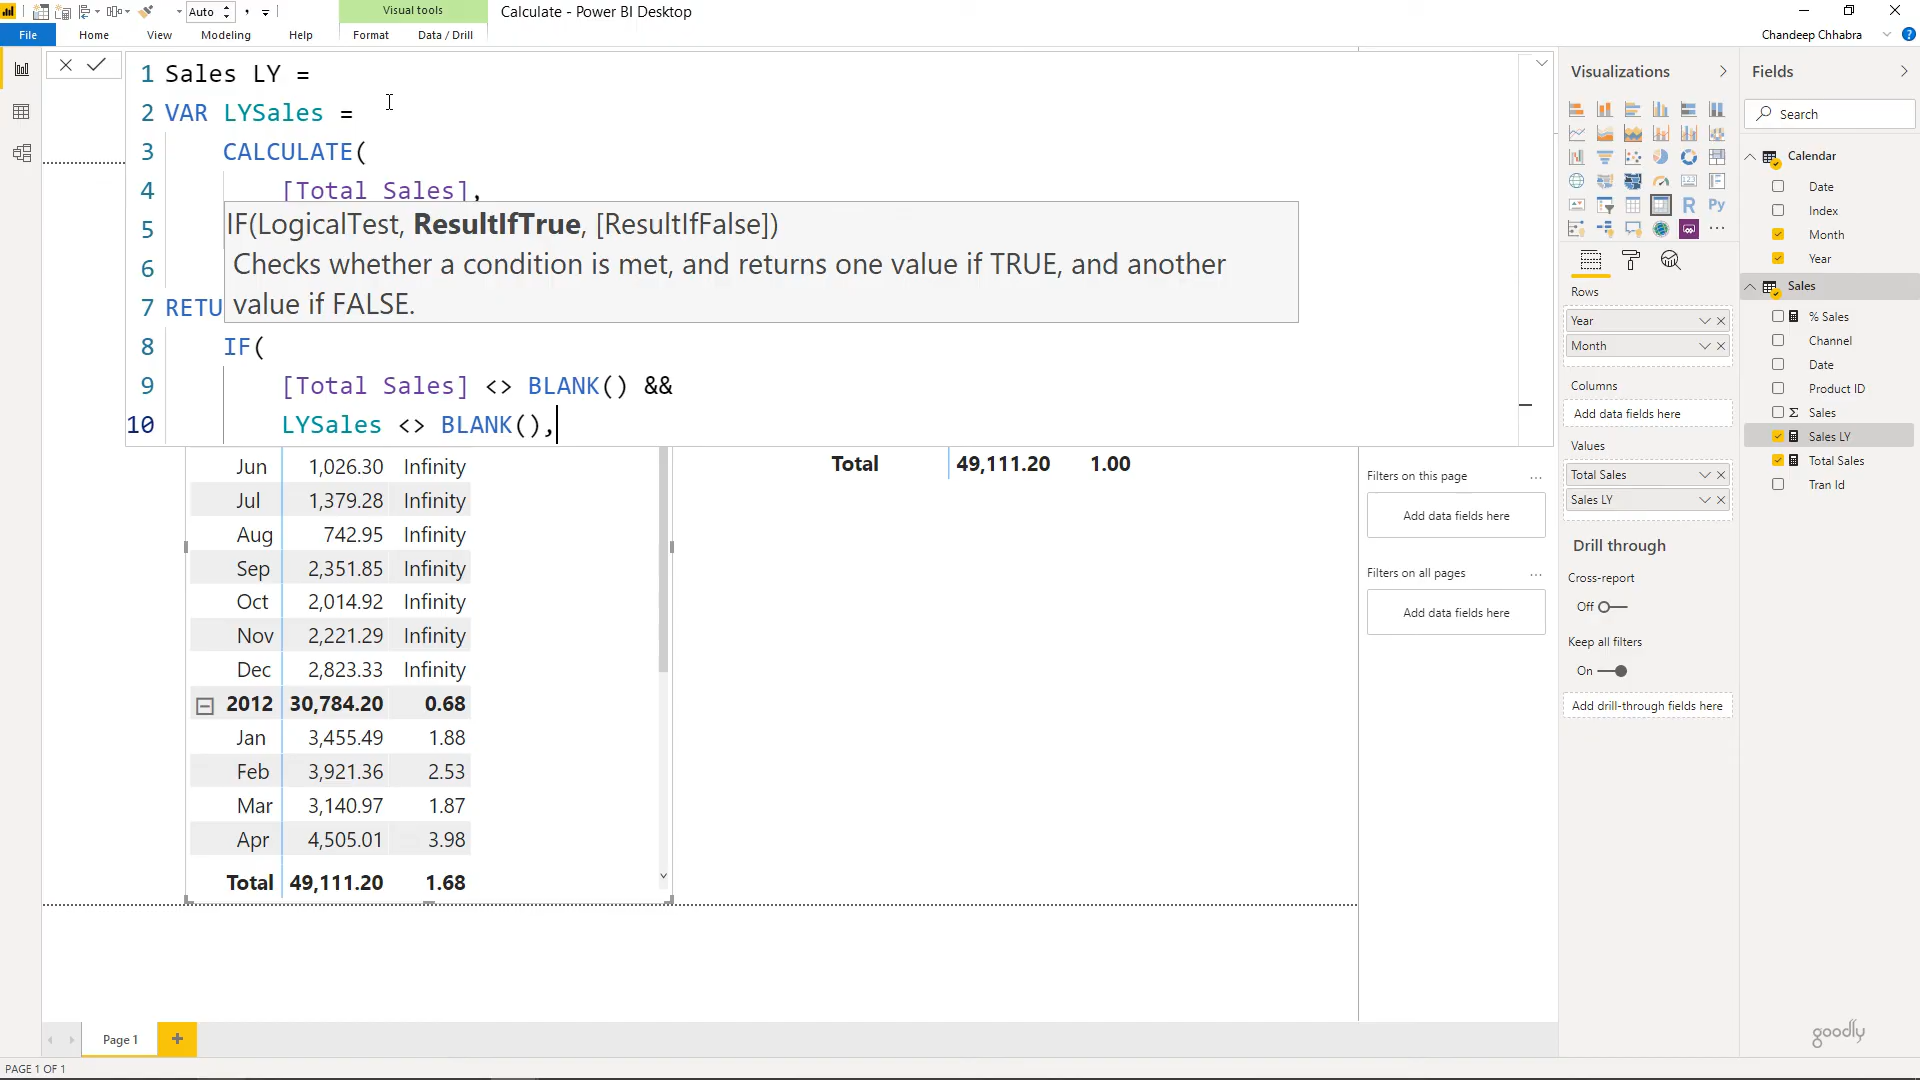 Auto
Visual tools
Calculate - Power BI Desktop
File
Home
View
Modeling
Help
Format
Data / Drill
Chandeep Chhabra
?
1 Sales LY =
2 VAR LYSales =
3 CALCULATE(
4 [Total Sales],
5
6
7 RETU
IF(LogicalTest, ResultIfTrue, [ResultIfFalse])
Checks whether a condition is met, and returns one value if TRUE, and another
value if FALSE.
8 IF(
9 [Total Sales] <> BLANK() &&
10 LYSales <> BLANK(),
Jun 1,026.30 Infinity
Jul 1,379.28 Infinity
Aug 742.95 Infinity
Sep 2,351.85 Infinity
Oct 2,014.92 Infinity
Nov 2,221.29 Infinity
Dec 2,823.33 Infinity
2012 30,784.20 0.68
Jan 3,455.49 1.88
Feb 3,921.36 2.53
Mar 3,140.97 1.87
Apr 4,505.01 3.98
Total 49,111.20 1.68
Total 49,111.20 1.00
Filters on this page
...
Add data fields here
Filters on all pages
...
Add data fields here
Visualizations
R Py
...
Rows
Year
Month
Columns
Add data fields here
Values
Total Sales
Sales LY
Drill through
Cross-report
Off
Keep all filters
On
Add drill-through fields here
Fields
Search
Calendar
Date
Index
Month
Year
Sales
% Sales
Channel
Date
Product ID
Σ Sales
Sales LY
Total Sales
Tran Id
goodly
Page 1
+
PAGE 1 OF 1